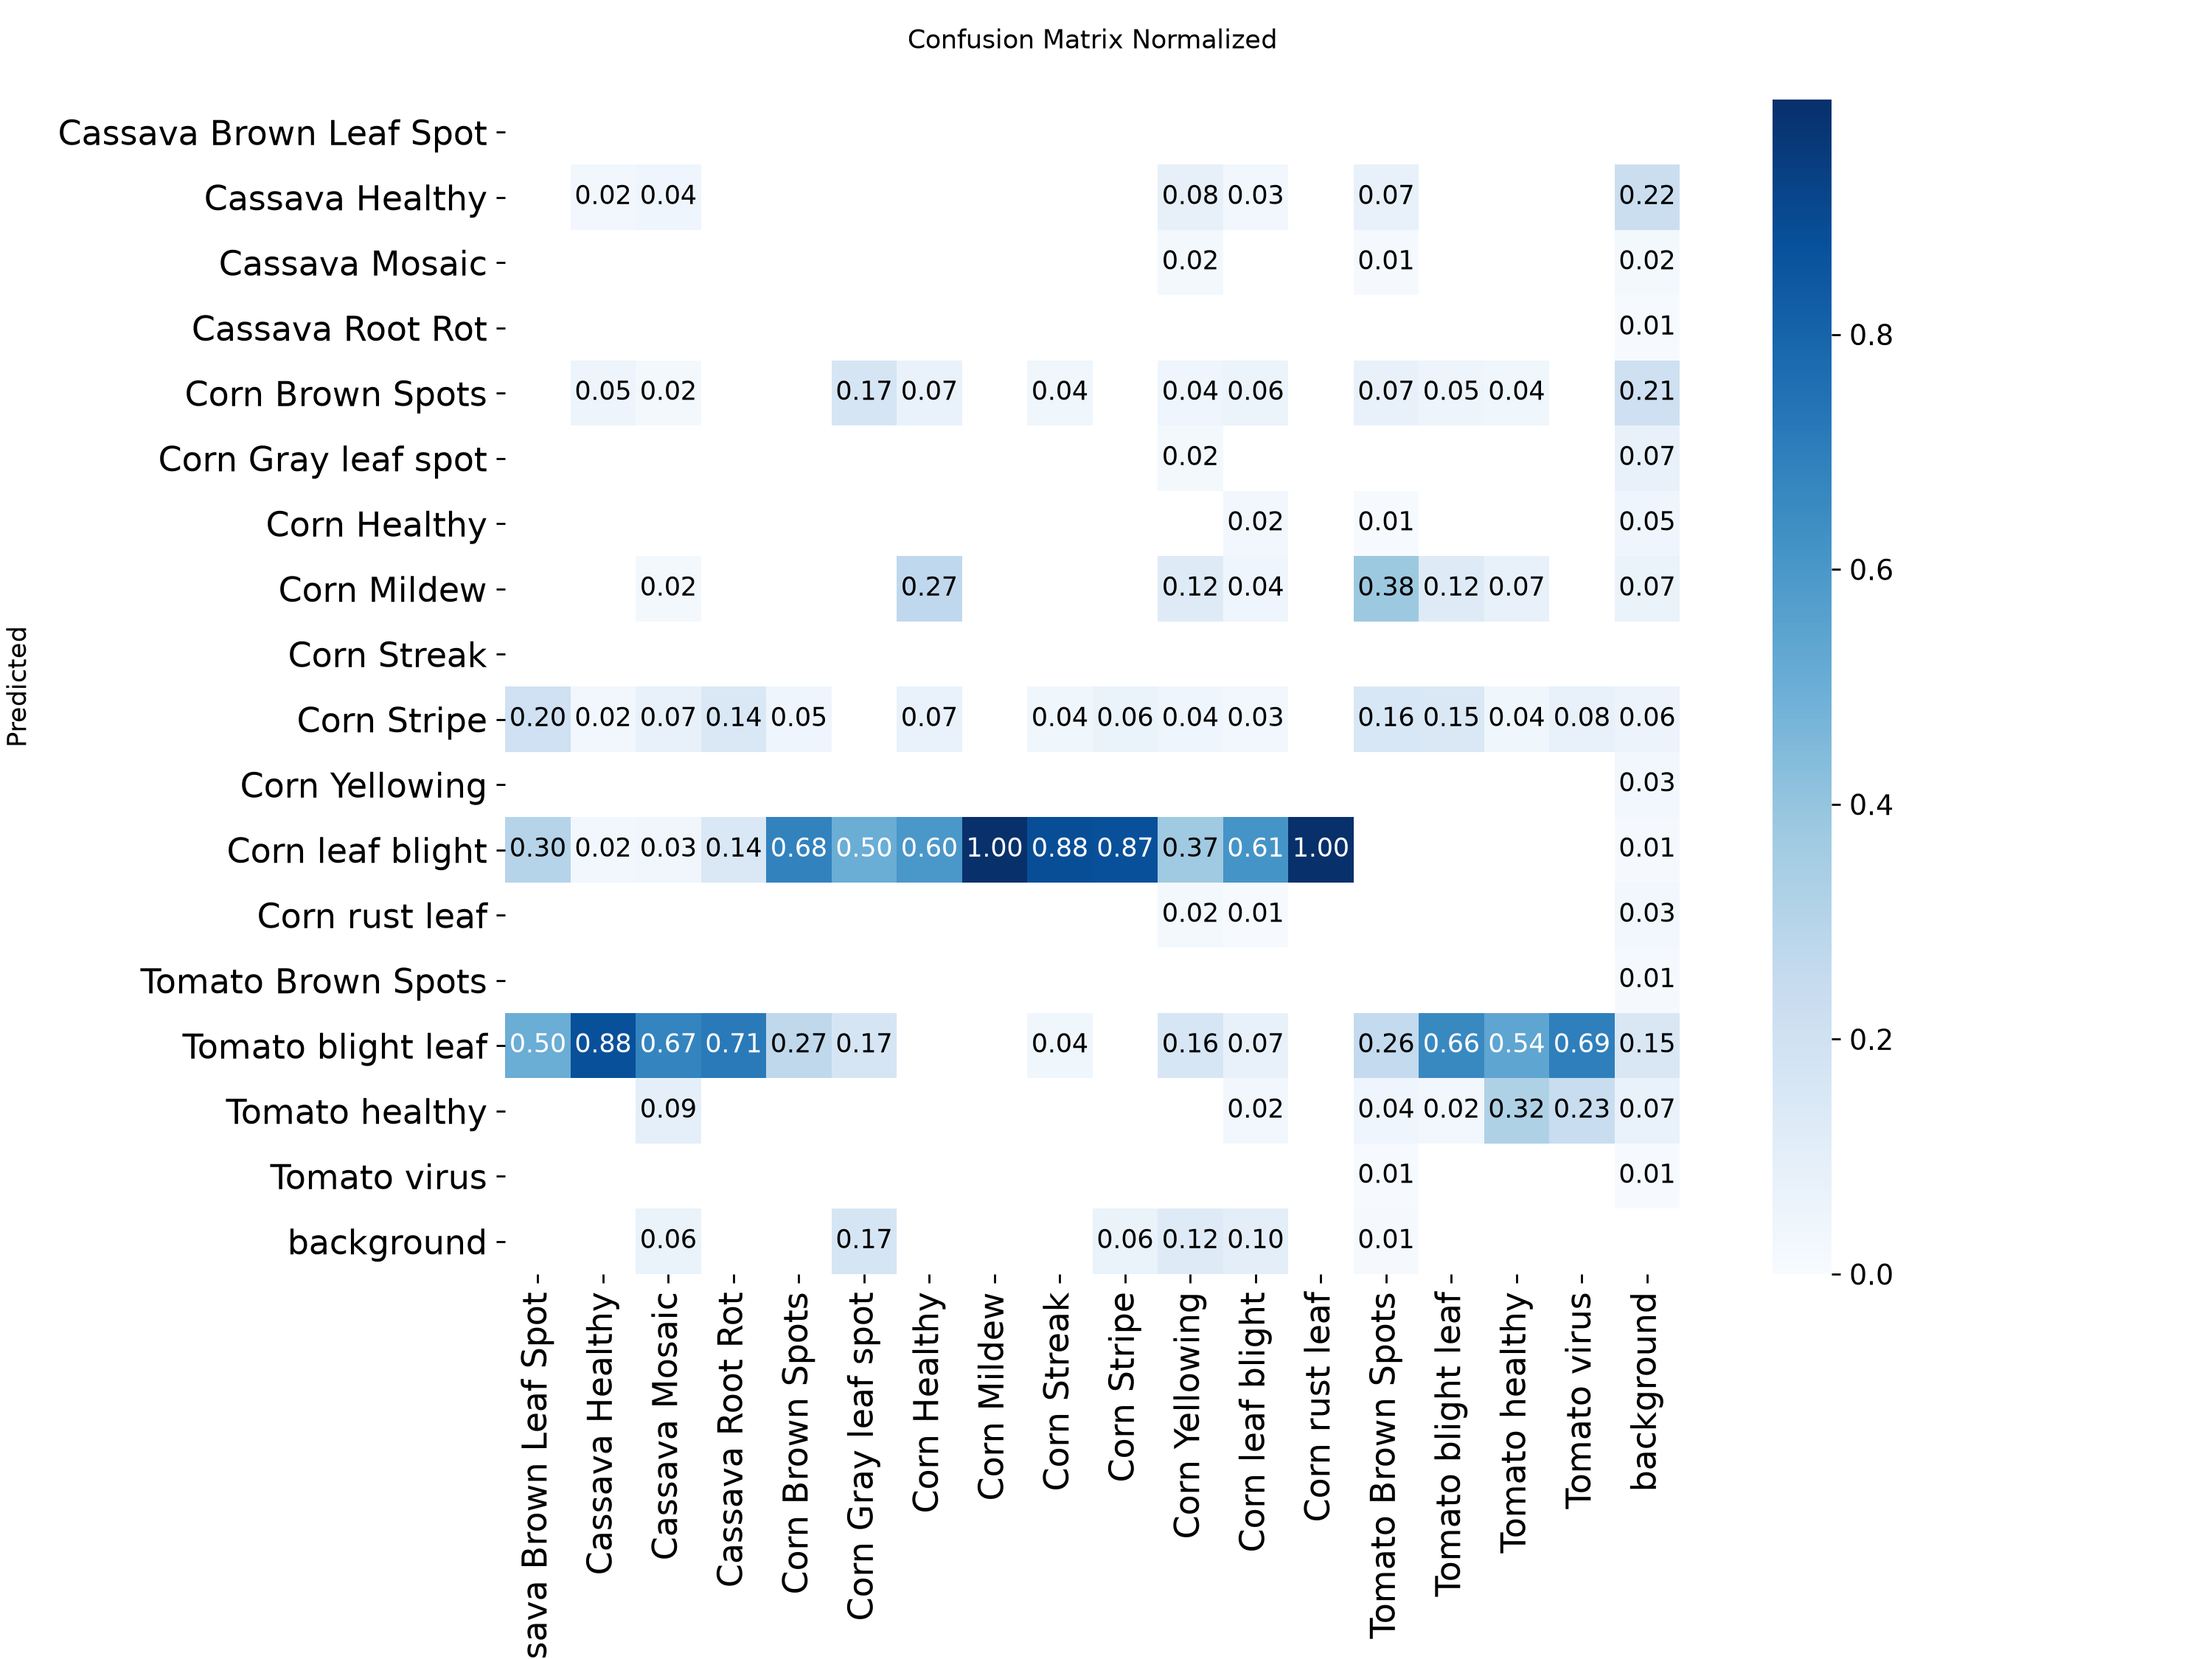 Confusion Matrix Normalized
Predicted
Cassava Brown Leaf Spot
Cassava Healthy 0.02 0.04 0.08 0.03 0.07 0.22
Cassava Mosaic 0.02 0.01 0.02
Cassava Root Rot 0.01
Corn Brown Spots 0.05 0.02 0.17 0.07 0.04 0.04 0.06 0.07 0.05 0.04 0.21
Corn Gray leaf spot 0.02 0.07
Corn Healthy 0.02 0.01 0.05
Corn Mildew 0.02 0.27 0.12 0.04 0.38 0.12 0.07 0.07
Corn Streak
Corn Stripe 0.20 0.02 0.07 0.14 0.05 0.07 0.04 0.06 0.04 0.03 0.16 0.15 0.04 0.08 0.06
Corn Yellowing 0.03
Corn leaf blight 0.30 0.02 0.03 0.14 0.68 0.50 0.60 1.00 0.88 0.87 0.37 0.61 1.00 0.01
Corn rust leaf 0.02 0.01 0.03
Tomato Brown Spots 0.01
Tomato blight leaf 0.50 0.88 0.67 0.71 0.27 0.17 0.04 0.16 0.07 0.26 0.66 0.54 0.69 0.15
Tomato healthy 0.09 0.02 0.04 0.02 0.32 0.23 0.07
Tomato virus 0.01 0.01
background 0.06 0.17 0.06 0.12 0.10 0.01
sava Brown Leaf Spot
Cassava Healthy
Cassava Mosaic
Cassava Root Rot
Corn Brown Spots
Corn Gray leaf spot
Corn Healthy
Corn Mildew
Corn Streak
Corn Stripe
Corn Yellowing
Corn leaf blight
Corn rust leaf
Tomato Brown Spots
Tomato blight leaf
Tomato healthy
Tomato virus
background
0.8
0.6
0.4
0.2
0.0